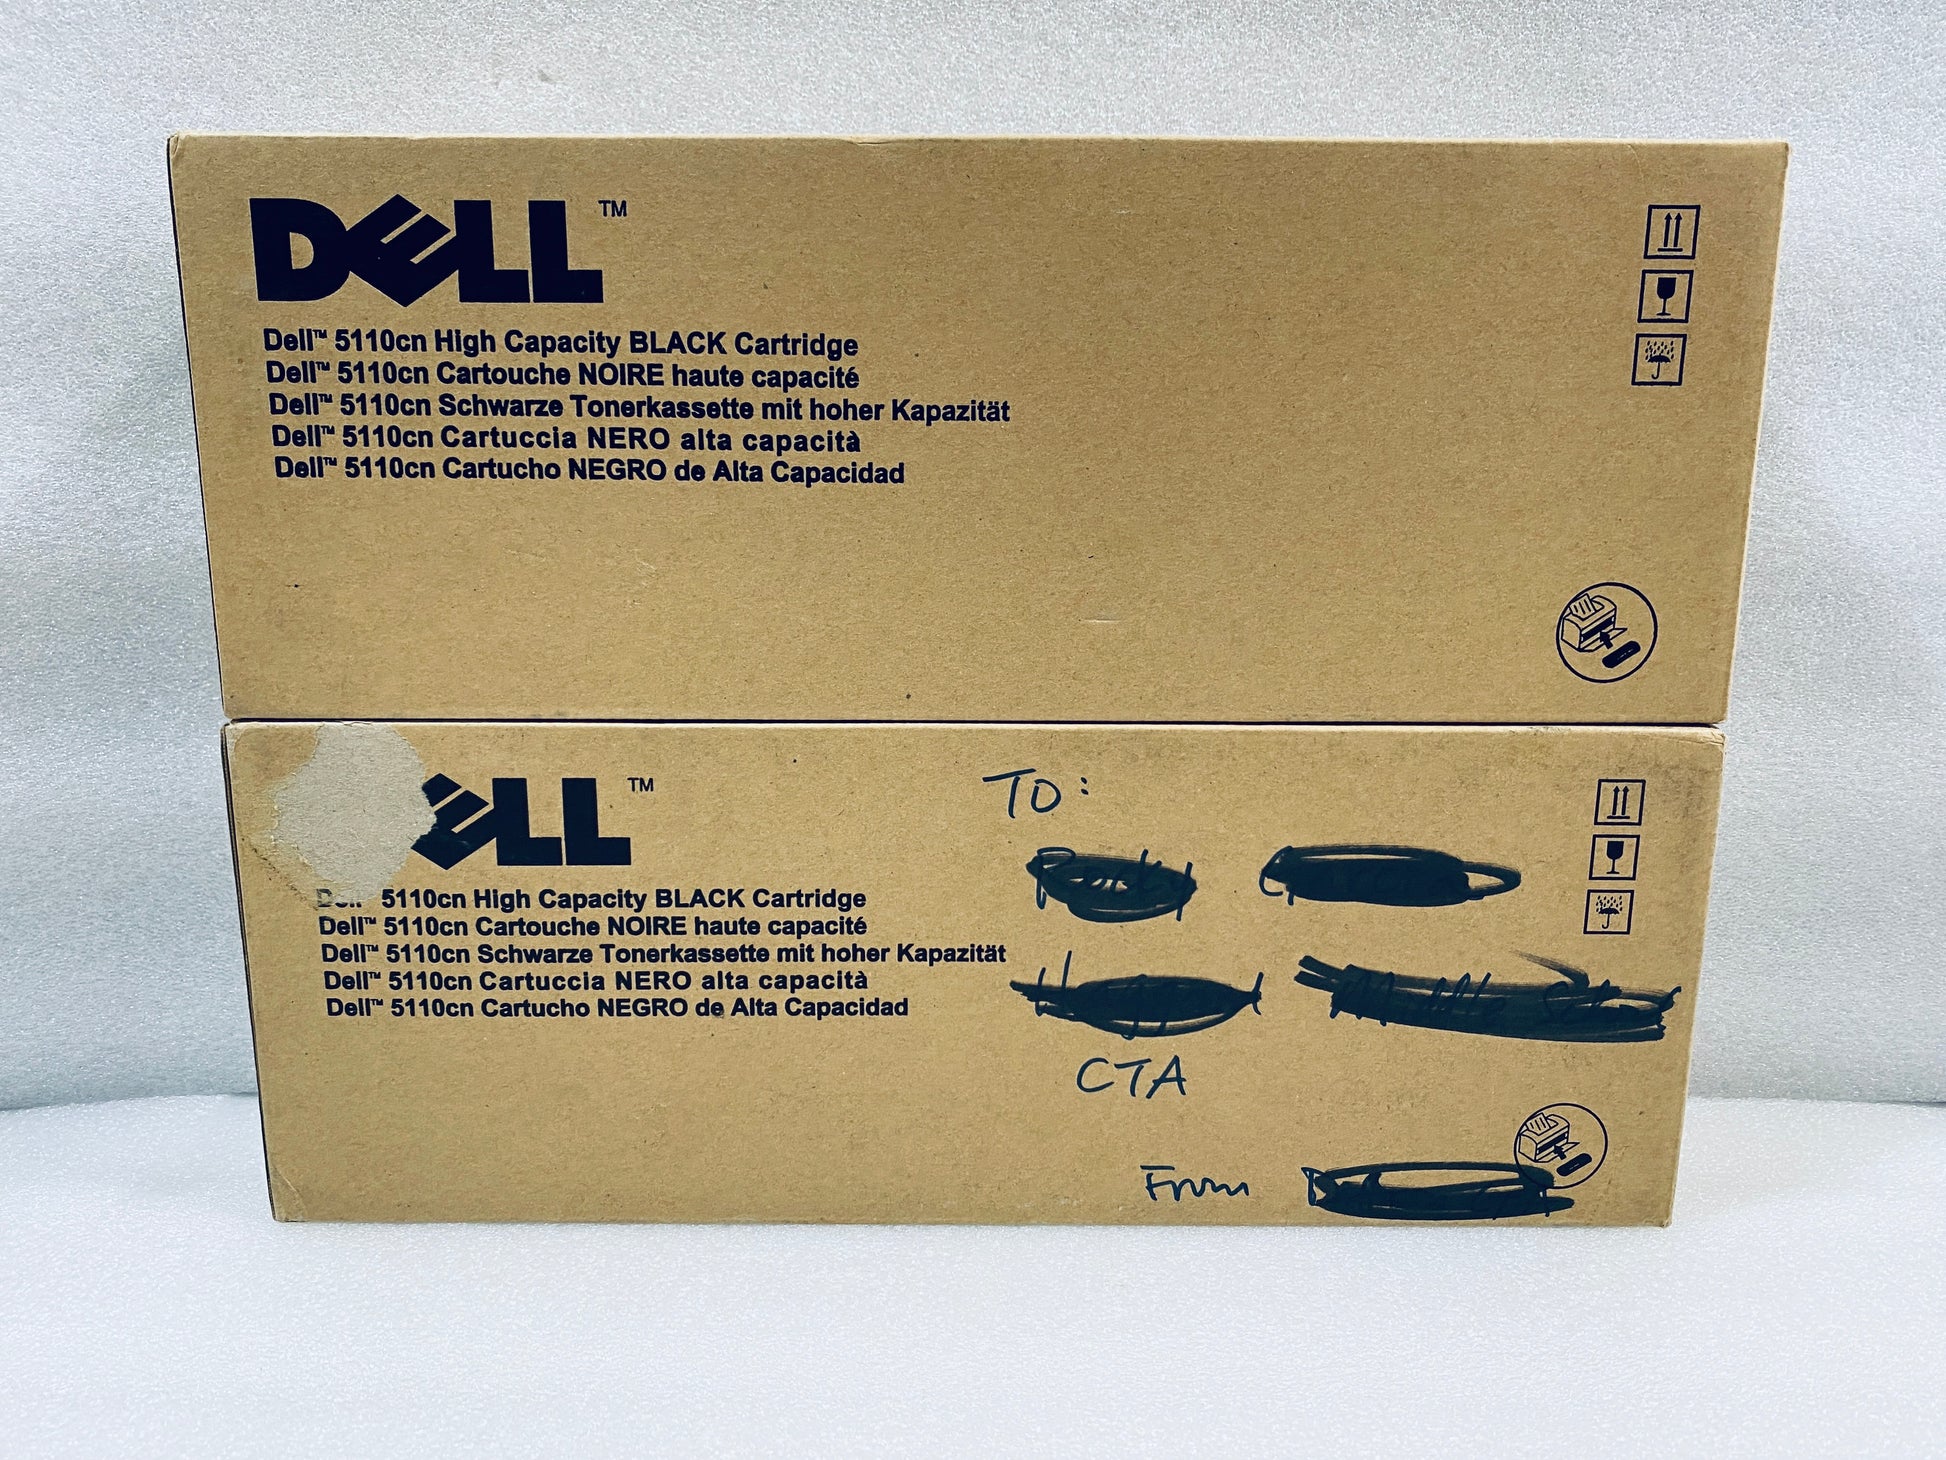 DELL™
Dell™ 5110cn High Capacity BLACK Cartridge
Dell™ 5110cn Cartouche NOIRE haute capacité
Dell™ 5110cn Schwarze Tonerkassette mit hoher Kapazität
Dell™ 5110cn Cartuccia NERO alta capacità
Dell™ 5110cn Cartucho NEGRO de Alta Capacidad
ELL™
Dell 5110cn High Capacity BLACK Cartridge
Dell™ 5110cn Cartouche NOIRE haute capacité
Dell™ 5110cn Schwarze Tonerkassette mit hoher Kapazität
Dell™ 5110cn Cartuccia NERO alta capacità
Dell™ 5110cn Cartucho NEGRO de Alta Capacidad
TO:
CTA
From